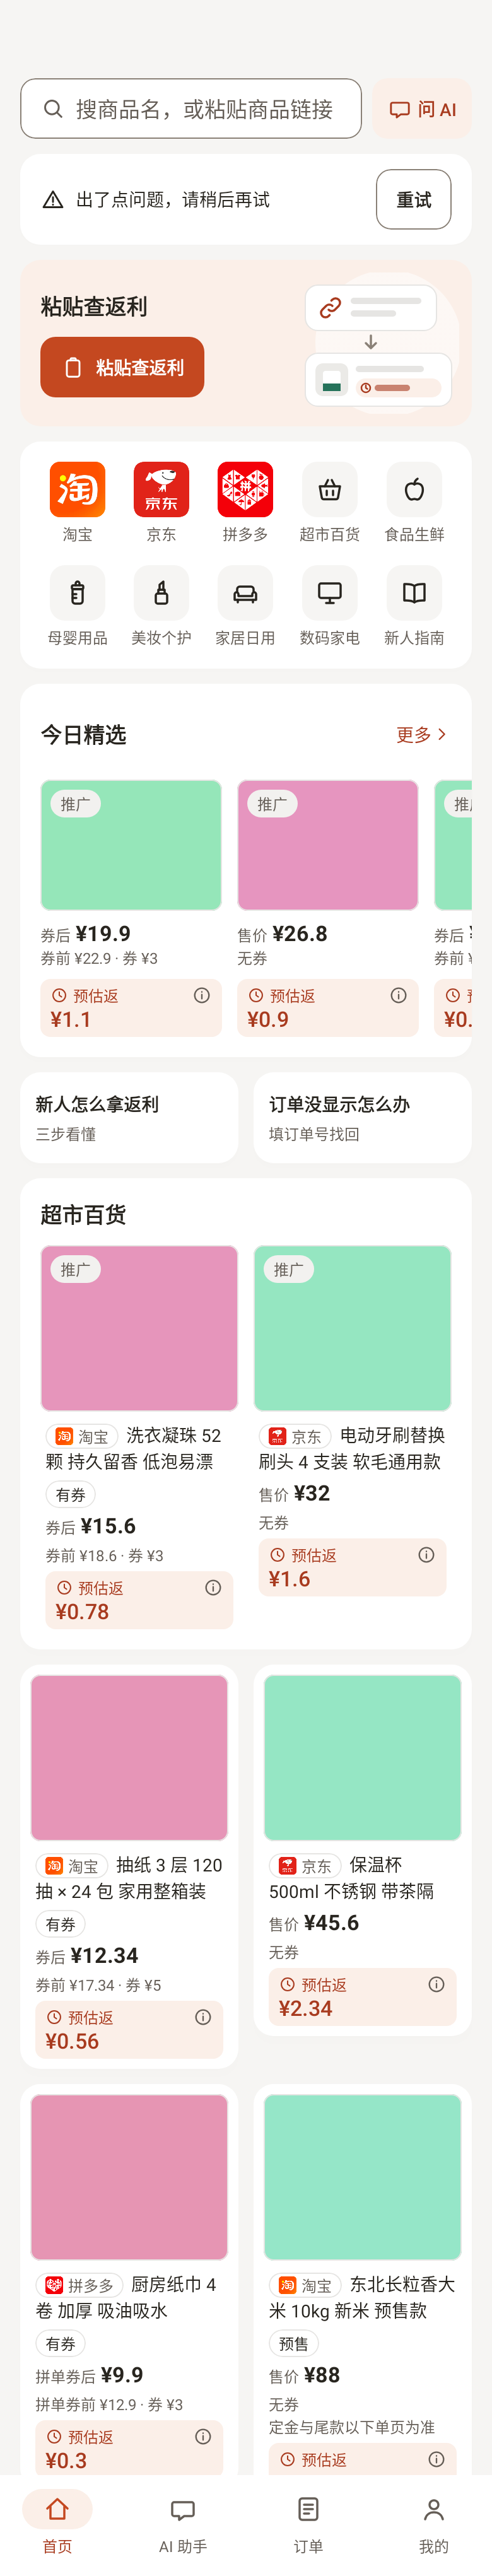 搜商品名，或粘贴商品链接
问 AI
出了点问题，请稍后再试
重试
粘贴查返利
粘贴查返利
淘
京东
拼
淘宝
京东
拼多多
超市百货
食品生鲜
母婴用品
美妆个护
家居日用
数码家电
新人指南
今日精选
更多
推广
推广
券后 ¥19.9
售价 ¥26.8
券后
券前 ¥22.9 · 券 ¥3
无券
券前
预估返
预估返
¥1.1
¥0.9
¥0.
新人怎么拿返利
订单没显示怎么办
三步看懂
填订单号找回
超市百货
推广
推广
淘 淘宝 洗衣凝珠 52
颗 持久留香 低泡易漂
有券
券后 ¥15.6
券前 ¥18.6 · 券 ¥3
预估返
¥0.78
京东 京东 电动牙刷替换
刷头 4 支装 软毛通用款
售价 ¥32
无券
预估返
¥1.6
淘 淘宝 抽纸 3 层 120
抽 × 24 包 家用整箱装
有券
券后 ¥12.34
券前 ¥17.34 · 券 ¥5
预估返
¥0.56
京东 京东 保温杯
500ml 不锈钢 带茶隔
售价 ¥45.6
无券
预估返
¥2.34
拼多多 厨房纸巾 4
卷 加厚 吸油吸水
有券
拼单券后 ¥9.9
拼单券前 ¥12.9 · 券 ¥3
预估返
¥0.3
淘 淘宝 东北长粒香大
米 10kg 新米 预售款
预售
售价 ¥88
无券
定金与尾款以下单页为准
预估返
首页
AI 助手
订单
我的